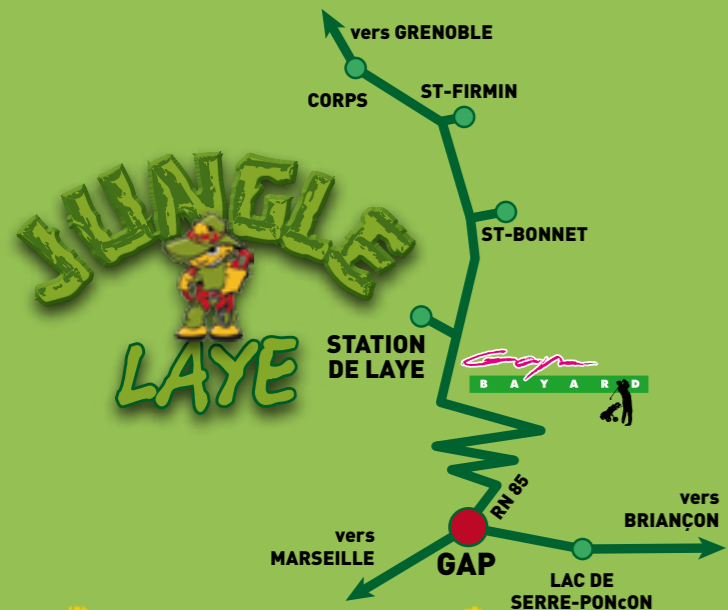 vers GRENOBLE
CORPS
ST-FIRMIN
JUNGLE
LAYE
ST-BONNET
STATION
DE LAYE
Gap
BAYARD
RN 85
GAP
vers
MARSEILLE
vers
BRIANÇON
LAC DE
SERRE-PONcON